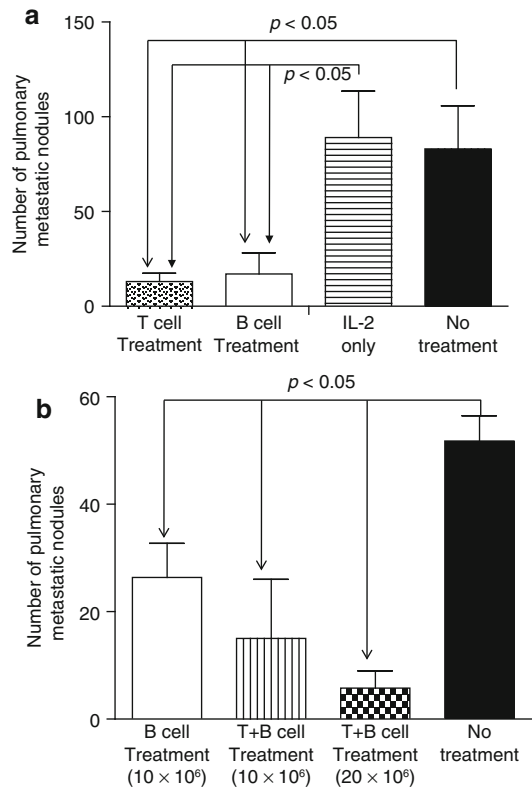 a
Number of pulmonary
metastatic nodules
150
100
50
0
p < 0.05
p < 0.05
T cell
Treatment
B cell
Treatment
IL-2
only
No
treatment
b
Number of pulmonary
metastatic nodules
60
40
20
0
p < 0.05
B cell
Treatment
(10 × 10⁶)
T+B cell
Treatment
(10 × 10⁶)
T+B cell
Treatment
(20 × 10⁶)
No
treatment